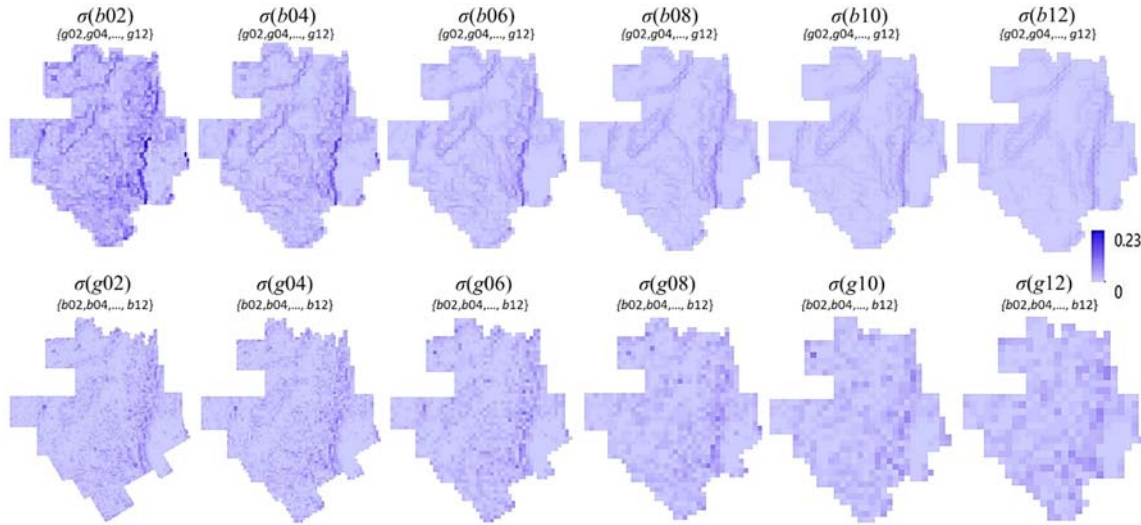 σ(b02) σ(b04) σ(b06) σ(b08) σ(b10) σ(b12)
{g02,g04,..., g12} {g02,g04,..., g12} {g02,g04,..., g12} {g02,g04,..., g12} {g02,g04,..., g12} {g02,g04,..., g12}
0.23
0
σ(g02) σ(g04) σ(g06) σ(g08) σ(g10) σ(g12)
{b02,b04,..., b12} {b02,b04,..., b12} {b02,b04,..., b12} {b02,b04,..., b12} {b02,b04,..., b12} {b02,b04,..., b12}